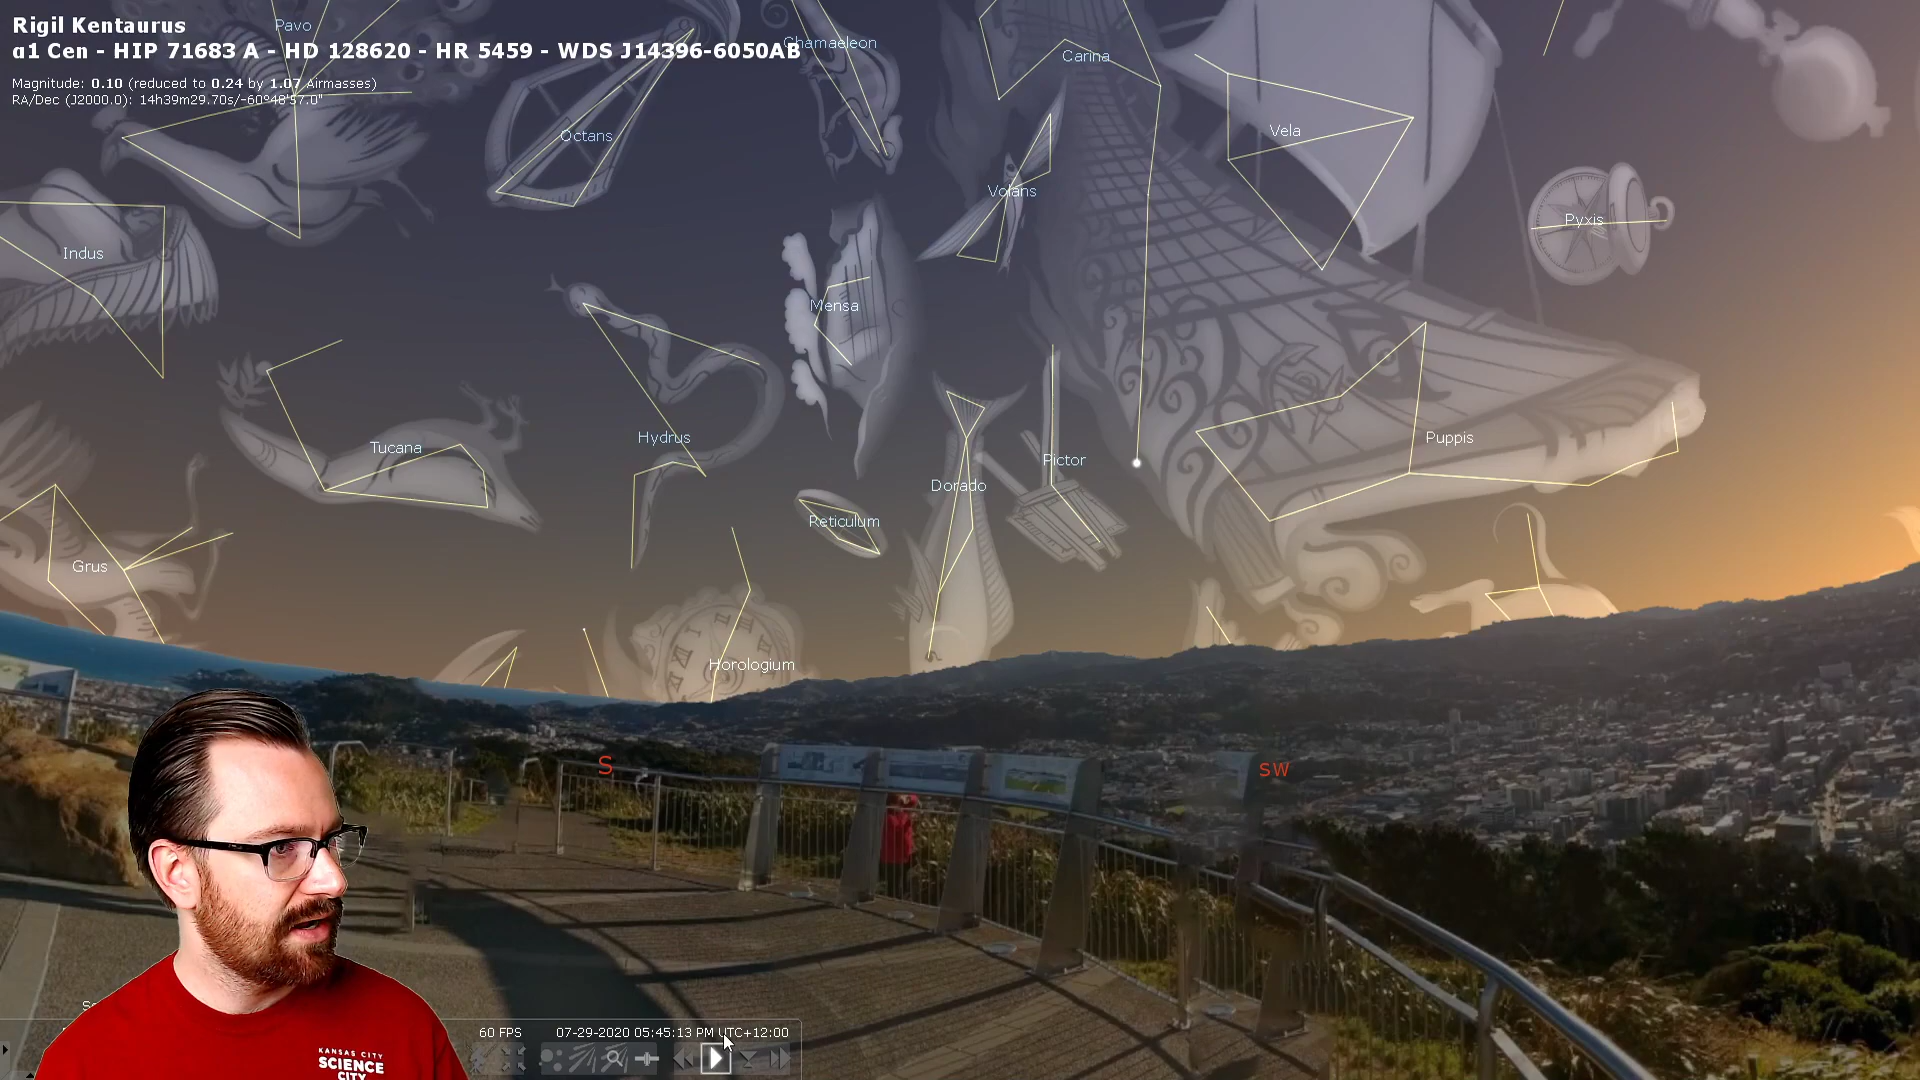 Rigil Kentaurus
α1 Cen - HIP 71683 A - HD 128620 - HR 5459 - WDS J14396-6050AB
Magnitude: 0.10 (reduced to 0.24 by 1.07 Airmasses)
RA/Dec (J2000.0): 14h39m29.70s/-60°48'57.0"
Pavo
Chamaeleon
Carina
Octans
Vela
Volans
Pyxis
Indus
Mensa
Hydrus
Puppis
Tucana
Pictor
Dorado
Reticulum
Grus
Horologium
S
SW
60 FPS
07-29-2020 05:45:13 PM UTC+12:00
KANSAS CITY
SCIENCE
CITY